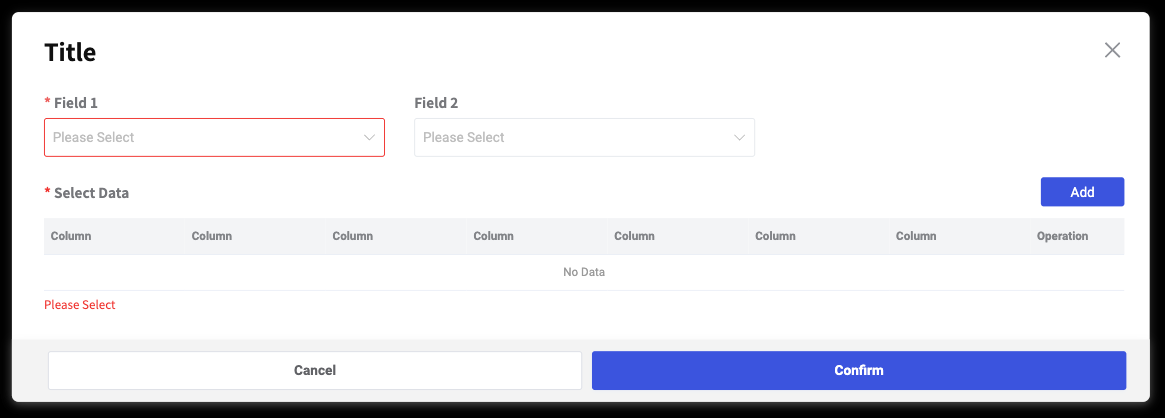 Title
* Field 1 Field 2
Please Select Please Select
* Select Data Add
Column Column Column Column Column Column Column Operation
No Data
Please Select
Cancel Confirm